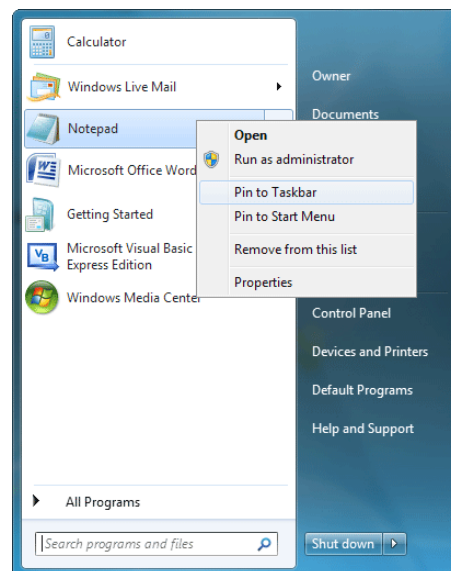 Calculator
Windows Live Mail
Notepad
Microsoft Office Word
Getting Started
Microsoft Visual Basic
Express Edition
Windows Media Center
All Programs
Search programs and files
Open
Run as administrator
Pin to Taskbar
Pin to Start Menu
Remove from this list
Properties
Owner
Documents
Control Panel
Devices and Printers
Default Programs
Help and Support
Shut down